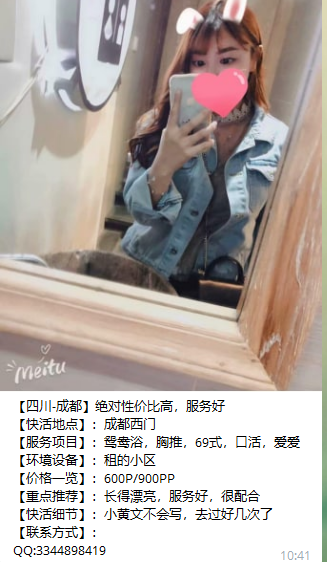 Meitu
【四川-成都】绝对性价比高，服务好
【快活地点】：成都西门
【服务项目】：鸳鸯浴，胸推，69式，口活，爱爱
【环境设备】：租的小区
【价格一览】：600P/900PP
【重点推荐】：长得漂亮，服务好，很配合
【快活细节】：小黄文不会写，去过好几次了
【联系方式】：
QQ:3344898419
10:41